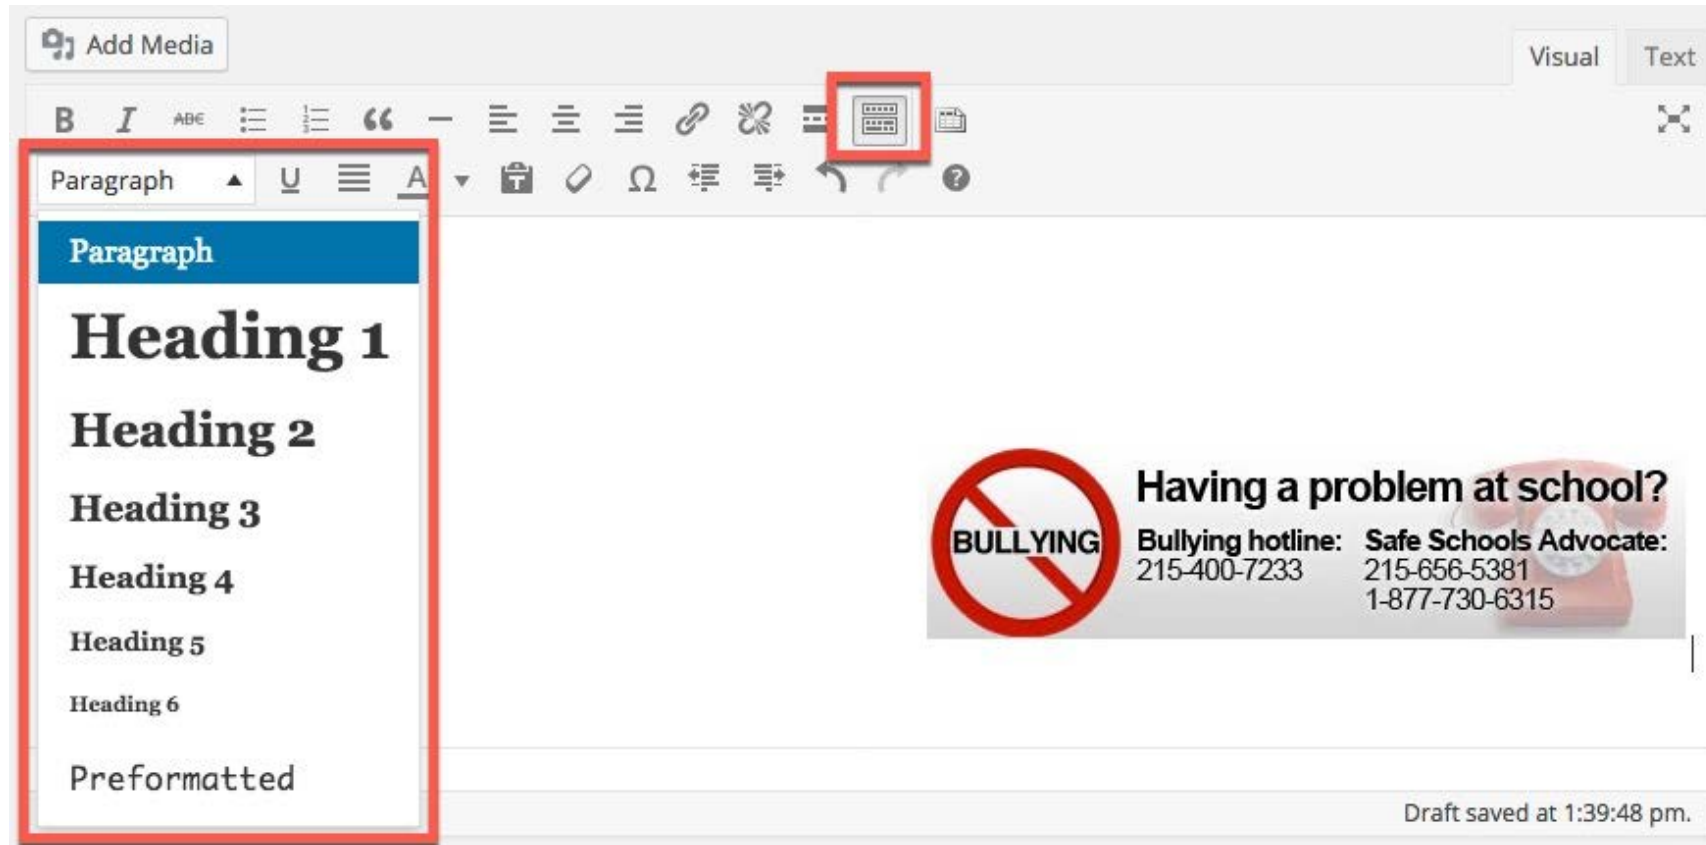 Add Media
Visual Text
B I ABC
Paragraph U A T Ω ?
Paragraph
Heading 1
Heading 2
Heading 3
Heading 4
Heading 5
Heading 6
Preformatted
BULLYING
Having a problem at school?
Bullying hotline: Safe Schools Advocate:
215-400-7233 215-656-5381
1-877-730-6315
Draft saved at 1:39:48 pm.